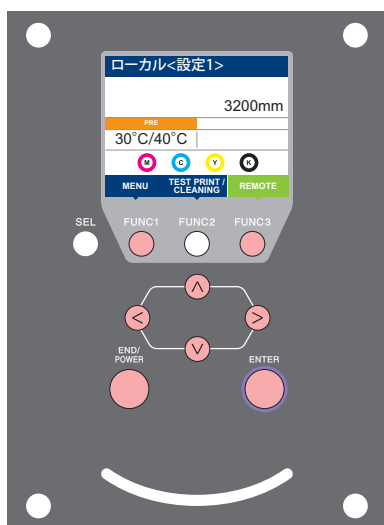 ローカル<設定1>
3200mm
PRE
30˚C/40˚C
M C Y K
MENU
TEST PRINT /
CLEANING
REMOTE
SEL
FUNC1 FUNC2 FUNC3
END/
POWER
ENTER